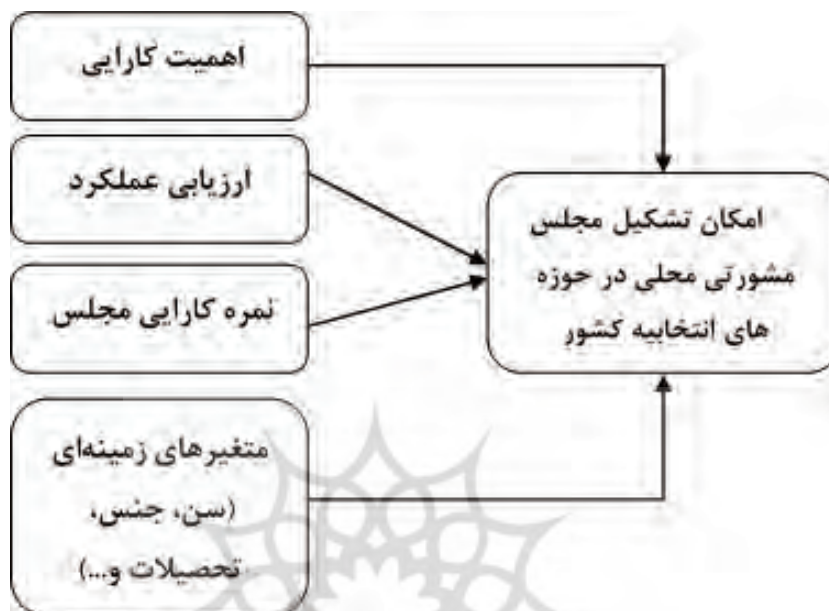 اهمیت کارایی
ارزیابی عملکرد
نمره کارایی مجلس
متغیرهای زمینه‌ای
(سن، جنس،
تحصیلات و...)
امکان تشکیل مجلس
مشورتی محلی در حوزه
های انتخابیه کشور